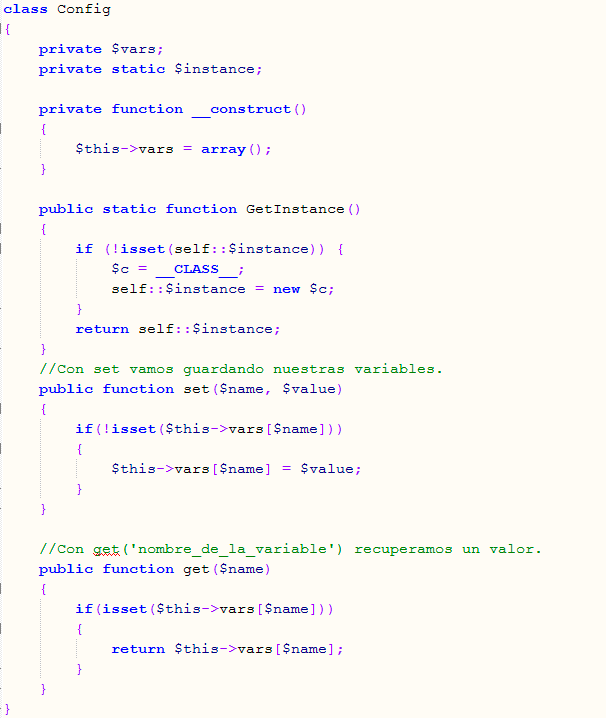 class Config
{
    private $vars;
    private static $instance;

    private function __construct()
    {
        $this->vars = array();
    }

    public static function GetInstance()
    {
        if (!isset(self::$instance)) {
            $c = __CLASS__;
            self::$instance = new $c;
        }
        return self::$instance;
    }
    //Con set vamos guardando nuestras variables.
    public function set($name, $value)
    {
        if(!isset($this->vars[$name]))
        {
            $this->vars[$name] = $value;
        }
    }

    //Con get('nombre_de_la_variable') recuperamos un valor.
    public function get($name)
    {
        if(isset($this->vars[$name]))
        {
            return $this->vars[$name];
        }
    }
}